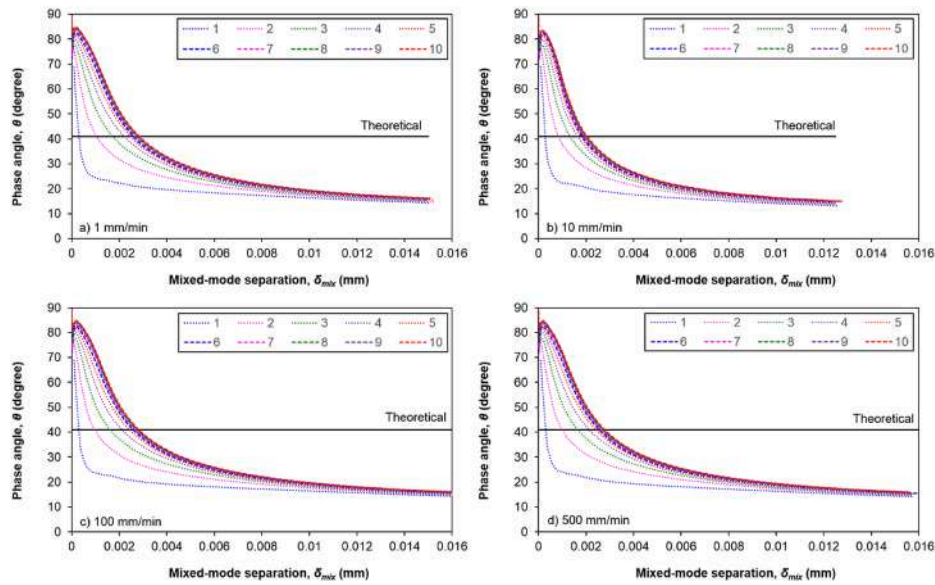 90
80
70
60
50
40
30
20
10
0
Phase angle, θ (degree)
1 2 3 4 5
6 7 8 9 10
Theoretical
a) 1 mm/min
0 0.002 0.004 0.006 0.008 0.01 0.012 0.014 0.016
Mixed-mode separation, δmix (mm)
90
80
70
60
50
40
30
20
10
0
Phase angle, θ (degree)
1 2 3 4 5
6 7 8 9 10
Theoretical
b) 10 mm/min
0 0.002 0.004 0.006 0.008 0.01 0.012 0.014 0.016
Mixed-mode separation, δmix (mm)
90
80
70
60
50
40
30
20
10
0
Phase angle, θ (degree)
1 2 3 4 5
6 7 8 9 10
Theoretical
c) 100 mm/min
0 0.002 0.004 0.006 0.008 0.01 0.012 0.014 0.016
Mixed-mode separation, δmix (mm)
90
80
70
60
50
40
30
20
10
0
Phase angle, θ (degree)
1 2 3 4 5
6 7 8 9 10
Theoretical
d) 500 mm/min
0 0.002 0.004 0.006 0.008 0.01 0.012 0.014 0.016
Mixed-mode separation, δmix (mm)